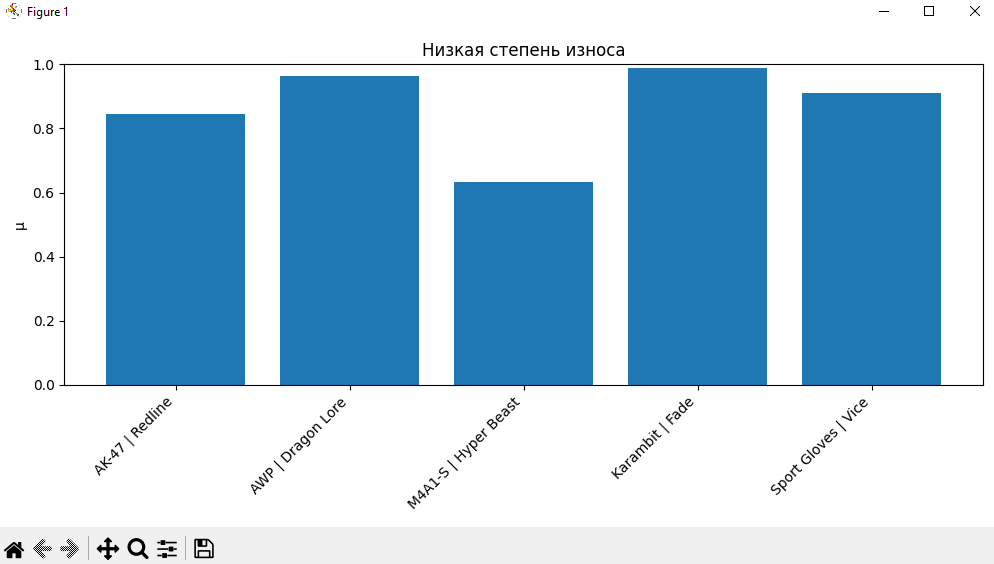 Figure 1
Низкая степень износа
1.0
0.8
0.6
0.4
0.2
0.0
μ
AK-47 | Redline
AWP | Dragon Lore
M4A1-S | Hyper Beast
Karambit | Fade
Sport Gloves | Vice